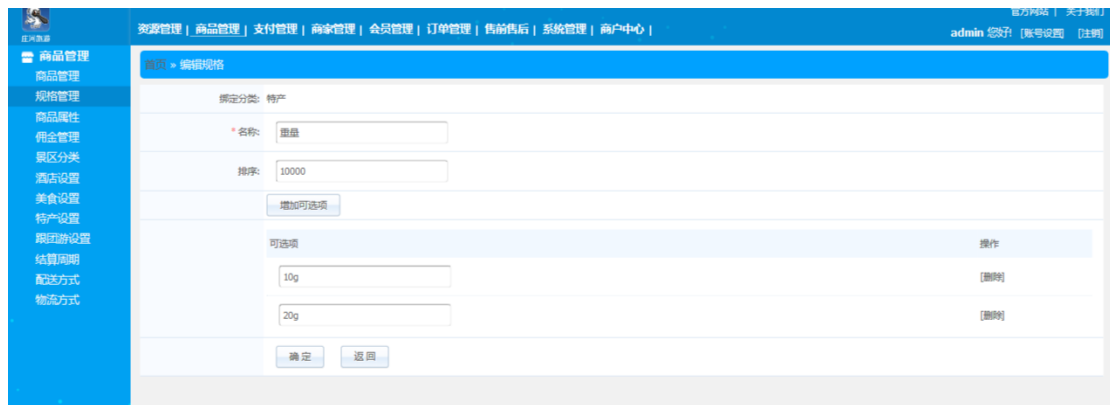 官方网站 | 关于我们
庄河旅游
资源管理 | 商品管理 | 支付管理 | 商家管理 | 会员管理 | 订单管理 | 售前售后 | 系统管理 | 商户中心 |
admin 您好! [账号设置] [注销]
商品管理
商品管理
规格管理
商品属性
佣金管理
景区分类
酒店设置
美食设置
特产设置
跟团游设置
结算周期
配送方式
物流方式
首页 » 编辑规格
绑定分类: 特产
* 名称: 重量
排序: 10000
增加可选项
可选项 操作
10g [删除]
20g [删除]
确 定 返 回